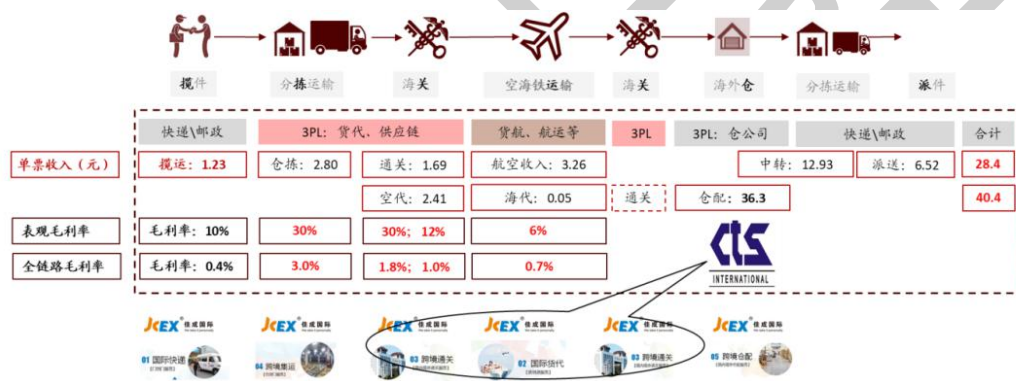 揽件 分拣运输 海关 空海铁运输 海关 海外仓 分拣运输 派件
快递\邮政 3PL：货代、供应链 货航、航运等 3PL 3PL：仓公司 快递\邮政 合计
单票收入（元） 揽运：1.23 仓拣：2.80 通关：1.69 航空收入：3.26 中转：12.93 派送：6.52 28.4
空代：2.41 海代：0.05 通关 仓配：36.3 40.4
表观毛利率 毛利率：10% 30% 30%；12% 6%
全链路毛利率 毛利率：0.4% 3.0% 1.8%；1.0% 0.7%
cts
INTERNATIONAL
JCEX 佳成国际 JCEX 佳成国际 JCEX 佳成国际 JCEX 佳成国际 JCEX 佳成国际 JCEX 佳成国际
01 国际快递 04 跨境集运 03 跨境通关 02 国际货代 03 跨境通关 05 跨境仓配